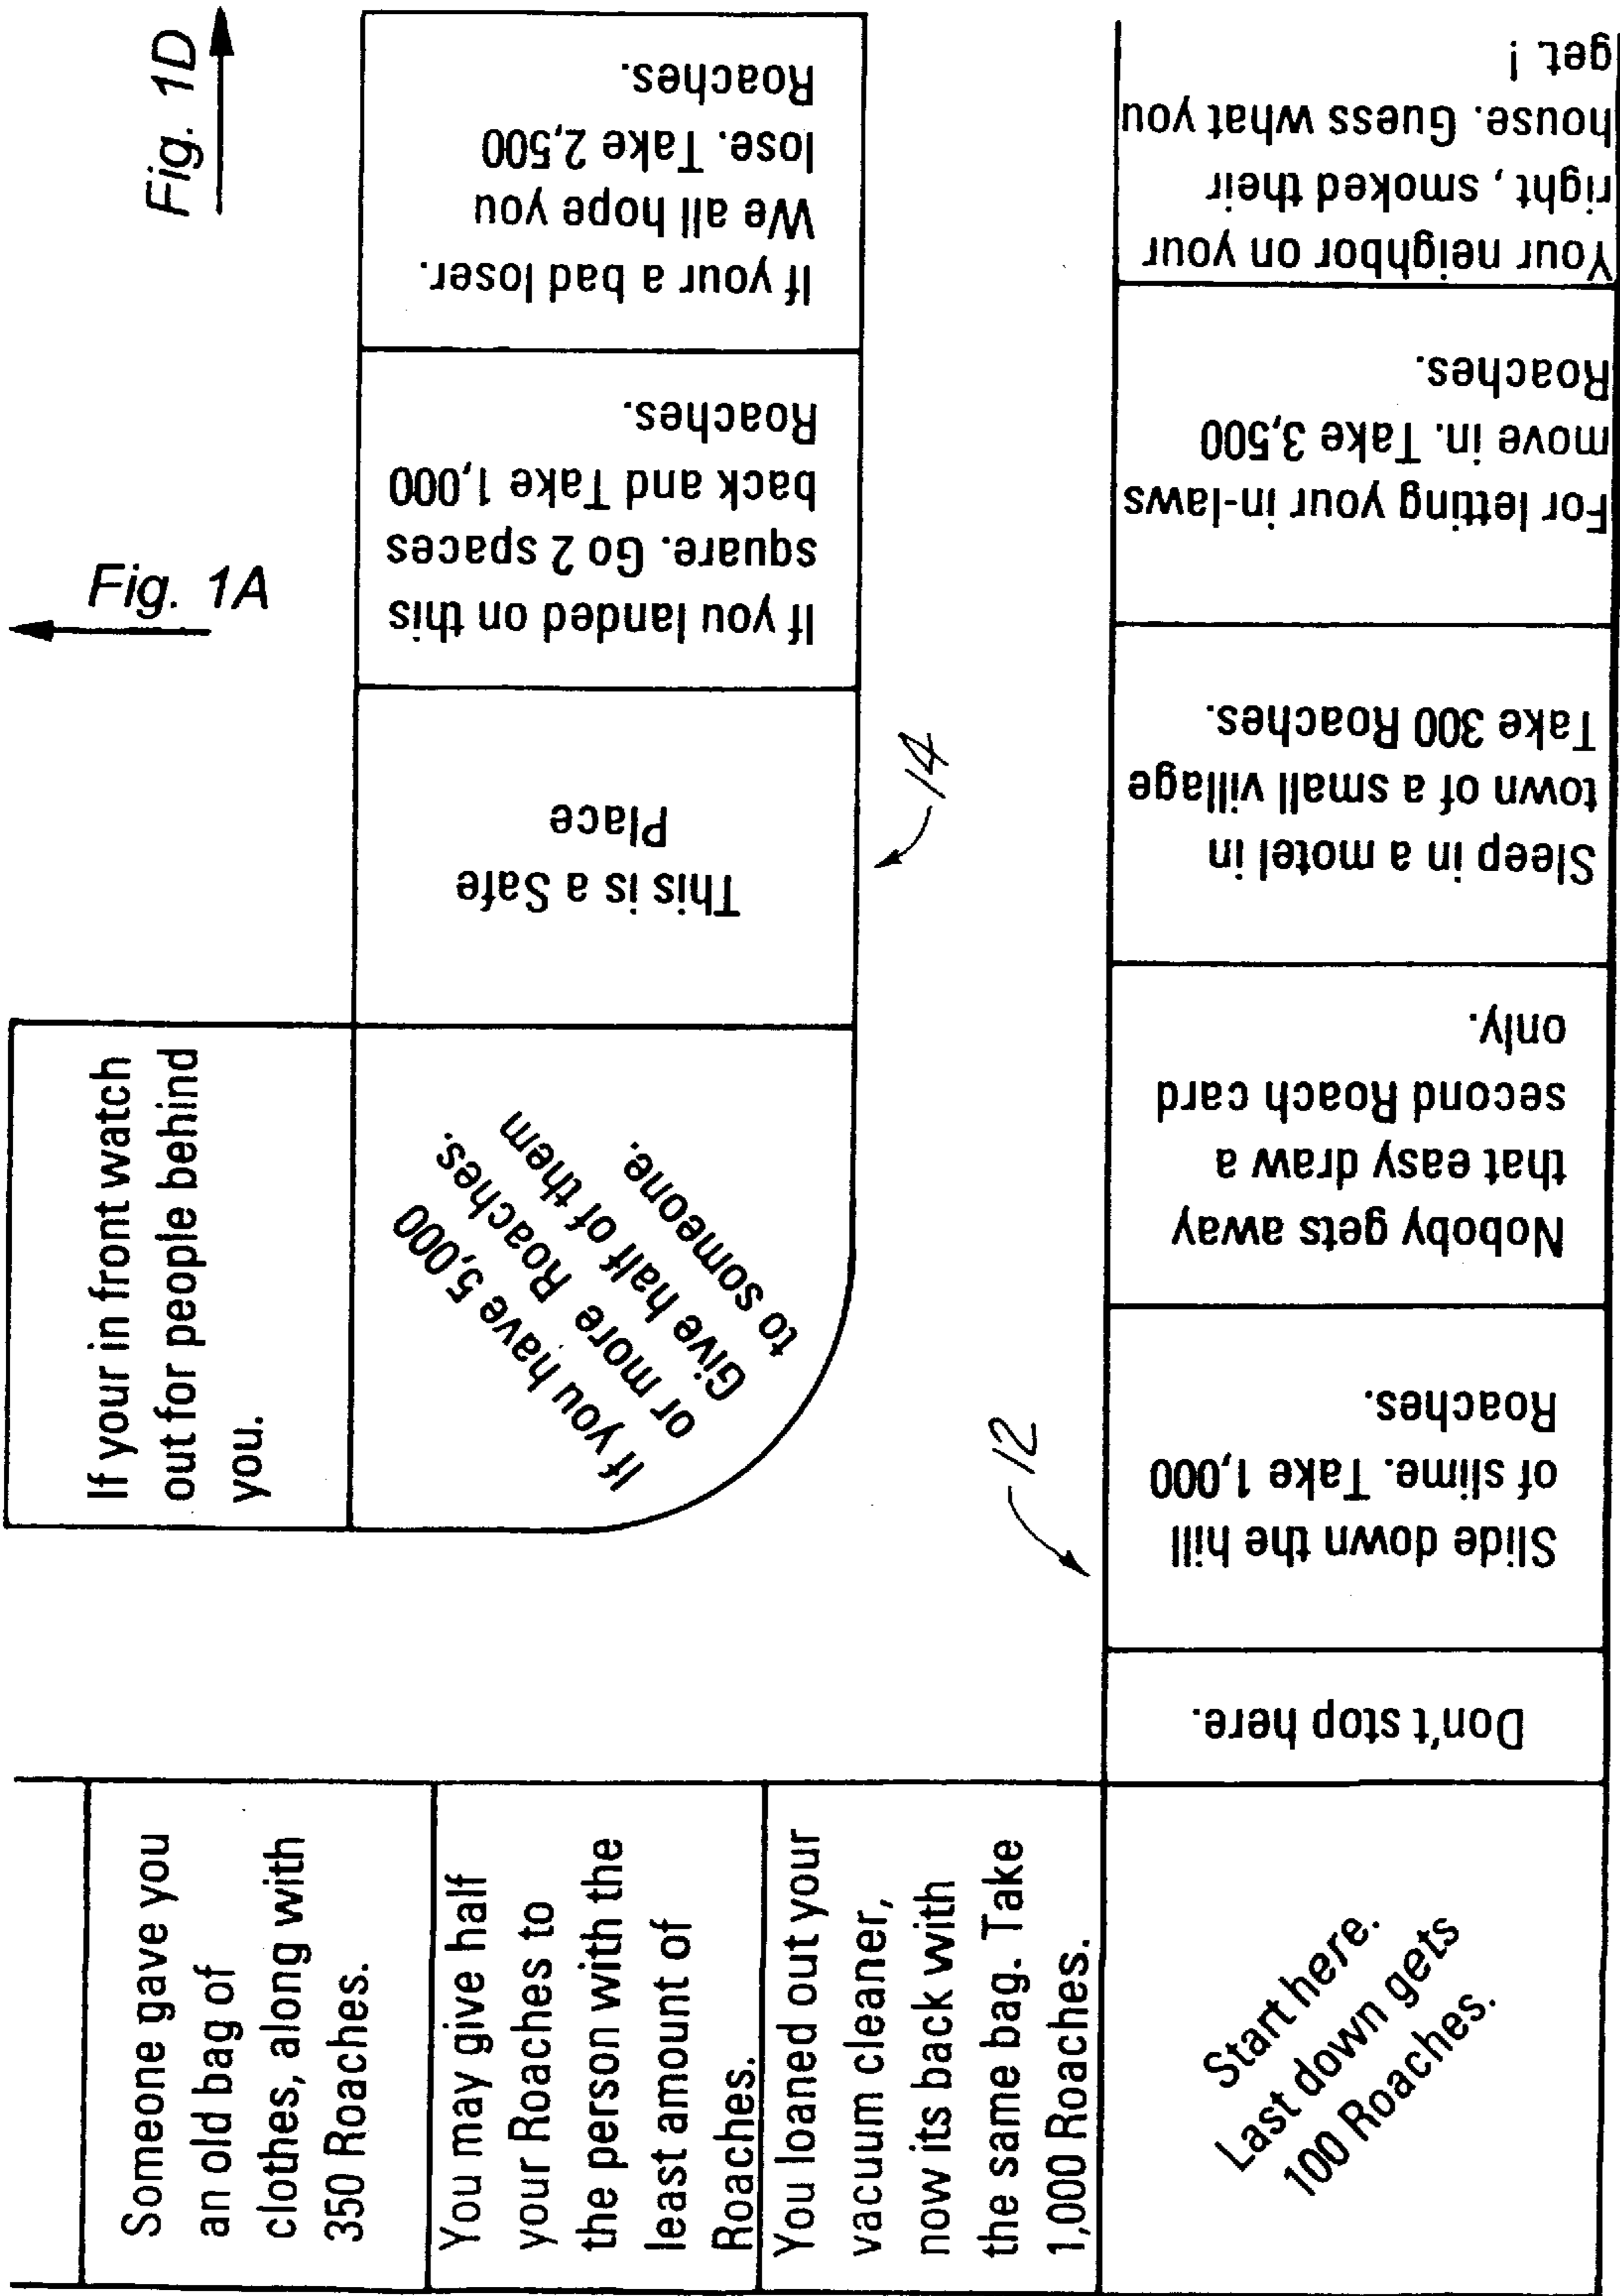 Fig. 1D
Fig. 1A
If your a bad loser.
We all hope you
lose. Take 2,500
Roaches.
If you landed on this
square. Go 2 spaces
back and Take 1,000
Roaches.
This is a Safe
Place
14
If your in front watch
out for people behind
you.
If you have 5,000
or more Roaches.
Give half of them
to someone.
Your neighbor on your
right, smoked their
house. Guess what you
get !
For letting your in-laws
move in. Take 3,500
Roaches.
Sleep in a motel in
town of a small village
Take 300 Roaches.
Noboby gets away
that easy draw a
second Roach card
only.
12
Slide down the hill
of slime. Take 1,000
Roaches.
Don't stop here.
Someone gave you
an old bag of
clothes, along with
350 Roaches.
You may give half
your Roaches to
the person with the
least amount of
Roaches.
You loaned out your
vacuum cleaner,
now its back with
the same bag. Take
1,000 Roaches.
Start here.
Last down gets
100 Roaches.